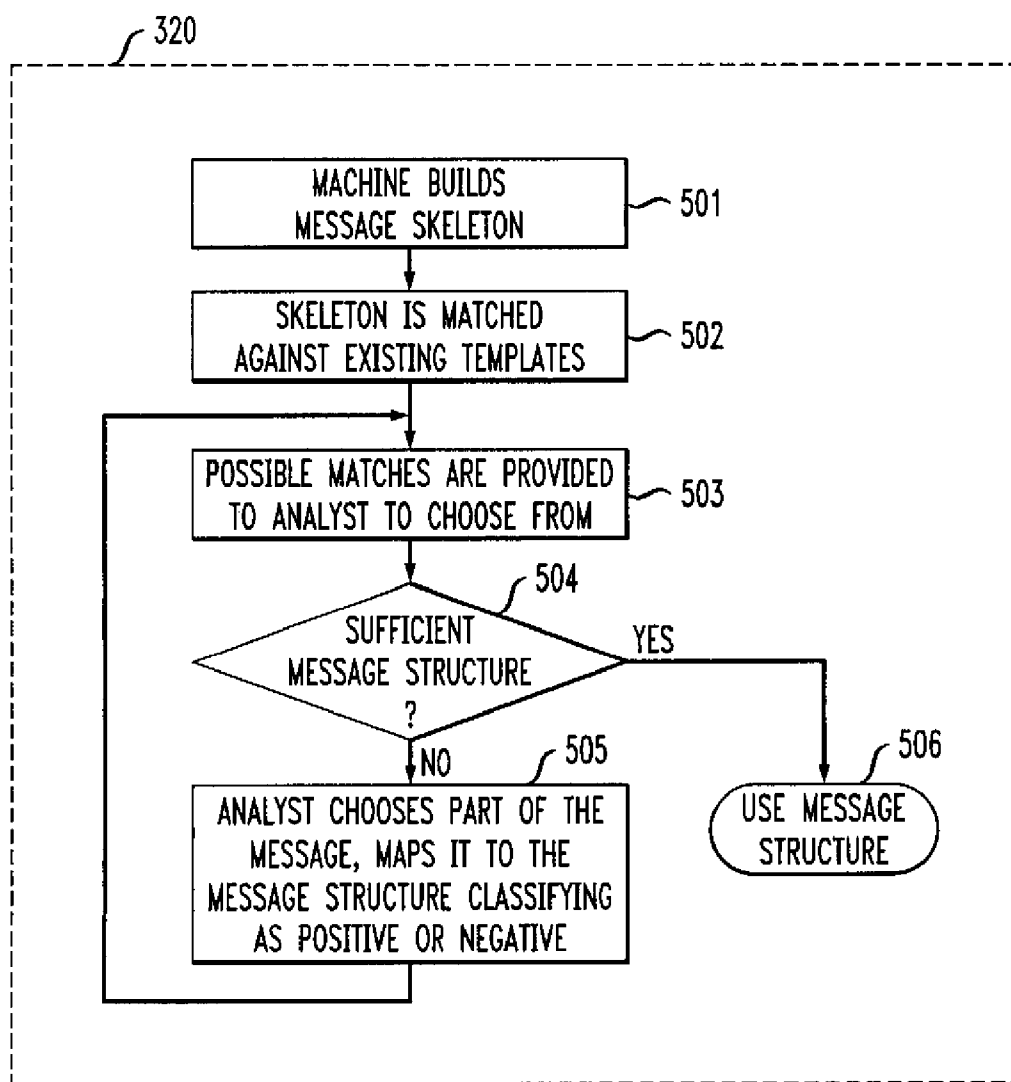 320
MACHINE BUILDS
MESSAGE SKELETON
501
SKELETON IS MATCHED
AGAINST EXISTING TEMPLATES
502
POSSIBLE MATCHES ARE PROVIDED
TO ANALYST TO CHOOSE FROM
503
504
SUFFICIENT
MESSAGE STRUCTURE
?
YES
NO
505
ANALYST CHOOSES PART OF THE
MESSAGE, MAPS IT TO THE
MESSAGE STRUCTURE CLASSIFYING
AS POSITIVE OR NEGATIVE
506
USE MESSAGE
STRUCTURE